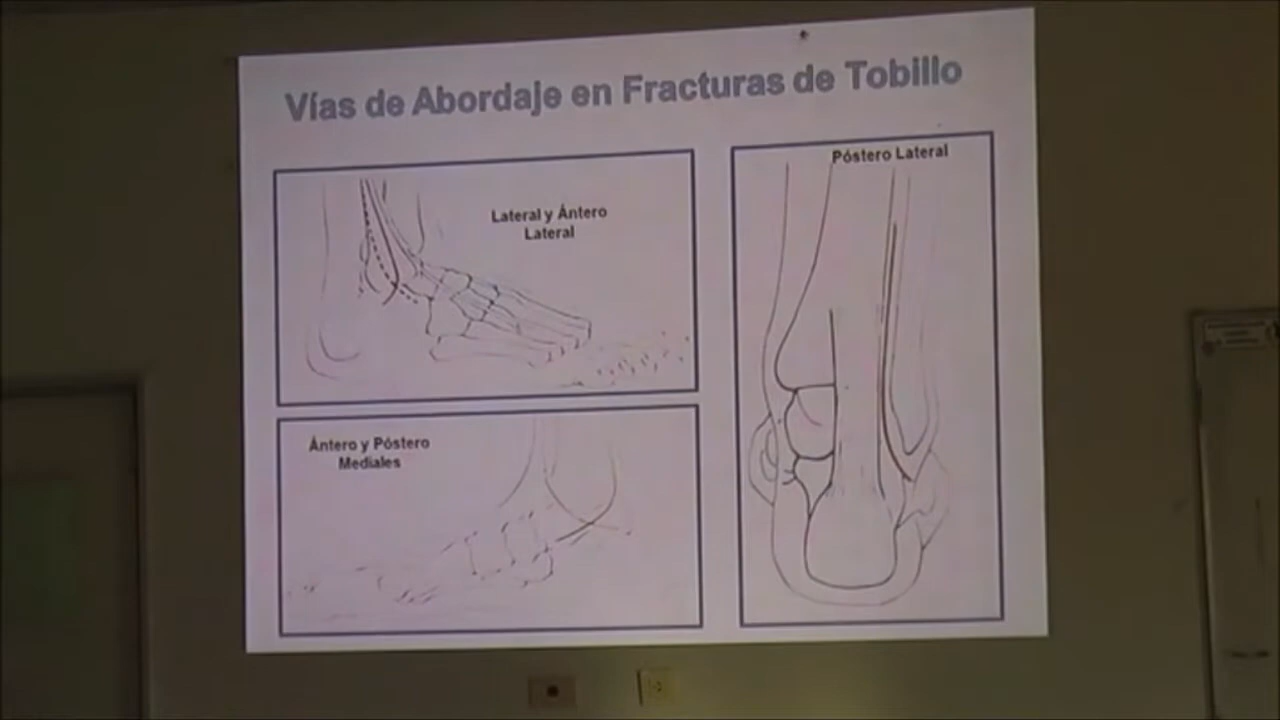 Vías de Abordaje en Fracturas de Tobillo
Lateral y Ántero
Lateral
Póstero Lateral
Ántero y Póstero
Mediales